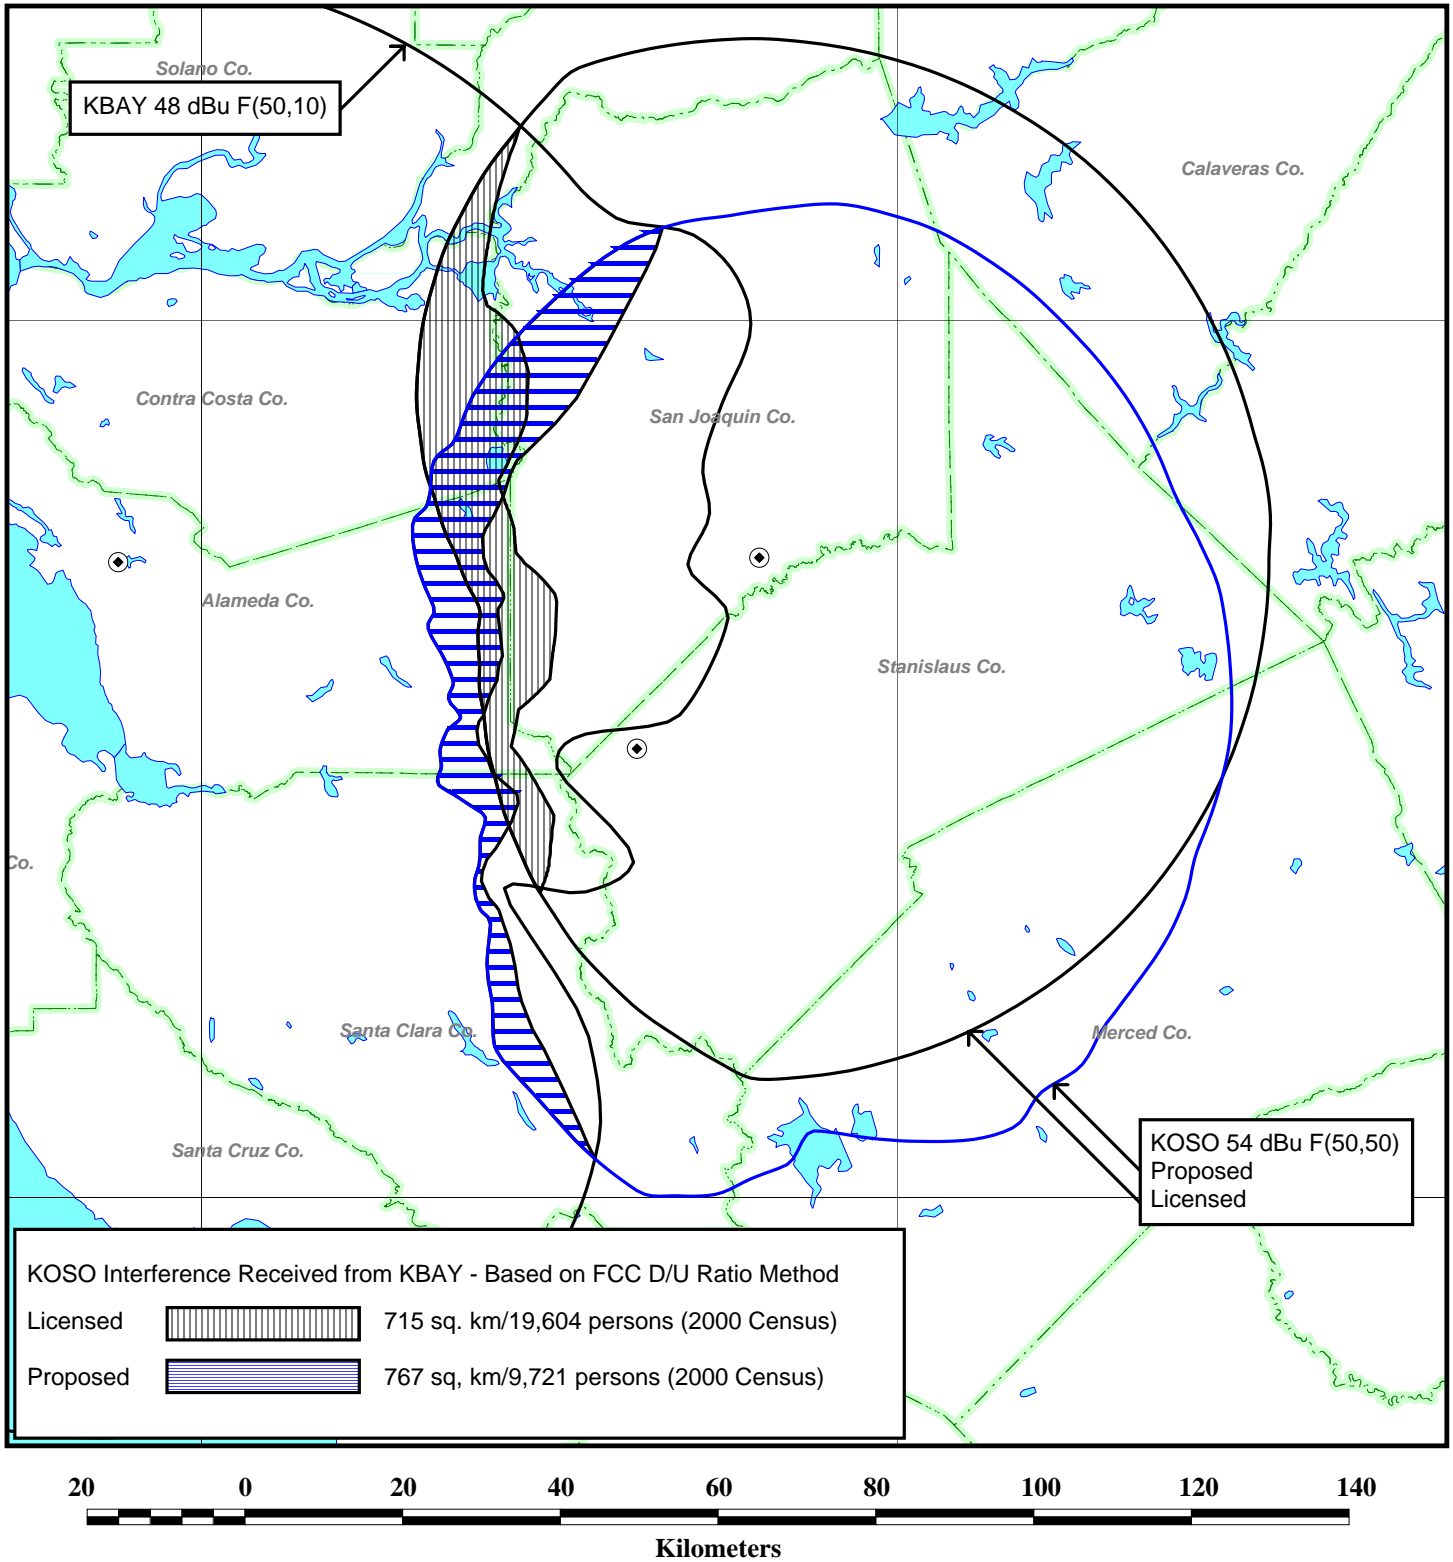 Solano Co.
KBAY 48 dBu F(50,10)
Calaveras Co.
Contra Costa Co.
San Joaquin Co.
Alameda Co.
Stanislaus Co.
Co.
Santa Clara Co.
Merced Co.
Santa Cruz Co.
KOSO 54 dBu F(50,50)
Proposed
Licensed
KOSO Interference Received from KBAY - Based on FCC D/U Ratio Method
Licensed 715 sq. km/19,604 persons (2000 Census)
Proposed 767 sq, km/9,721 persons (2000 Census)
20 0 20 40 60 80 100 120 140
Kilometers